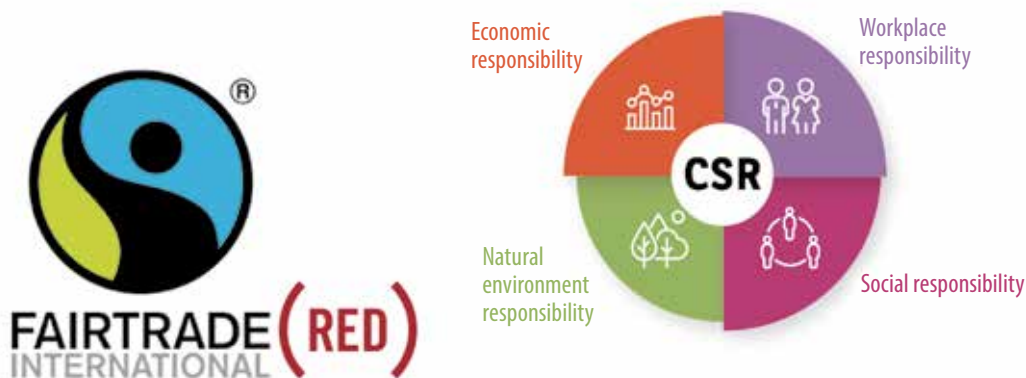 ®
FAIRTRADE
INTERNATIONAL
(RED)
Economic
responsibility
Workplace
responsibility
CSR
Natural
environment
responsibility
Social responsibility